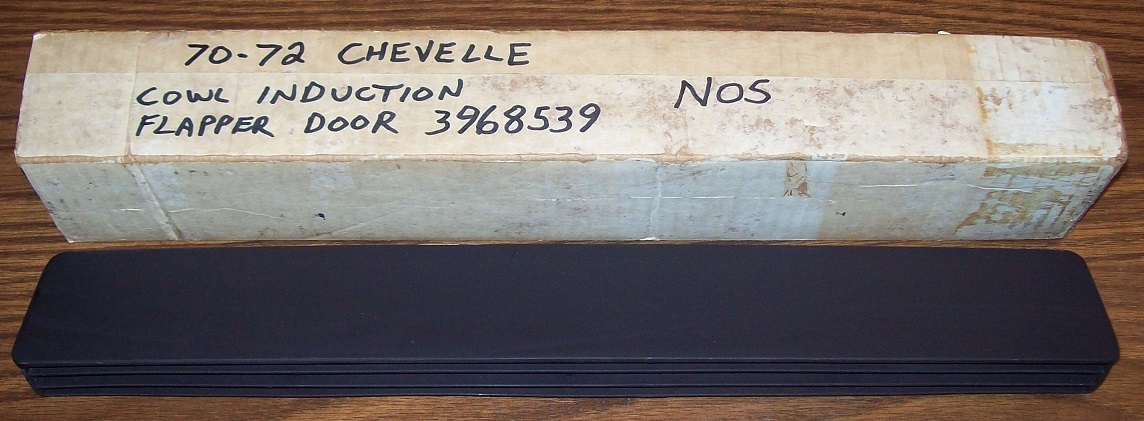 70-72 CHEVELLE
COWL INDUCTION NOS
FLAPPER DOOR 3968539